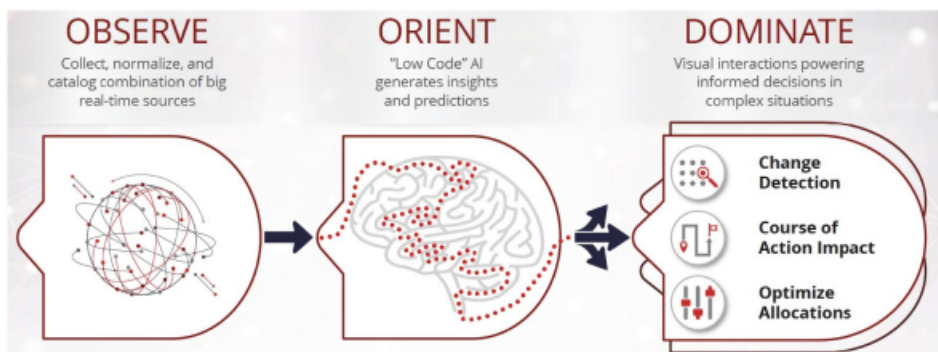 OBSERVE
Collect, normalize, and
catalog combination of big
real-time sources
ORIENT
“Low Code” AI
generates insights
and predictions
DOMINATE
Visual interactions powering
informed decisions in
complex situations
Change
Detection
Course of
Action Impact
Optimize
Allocations